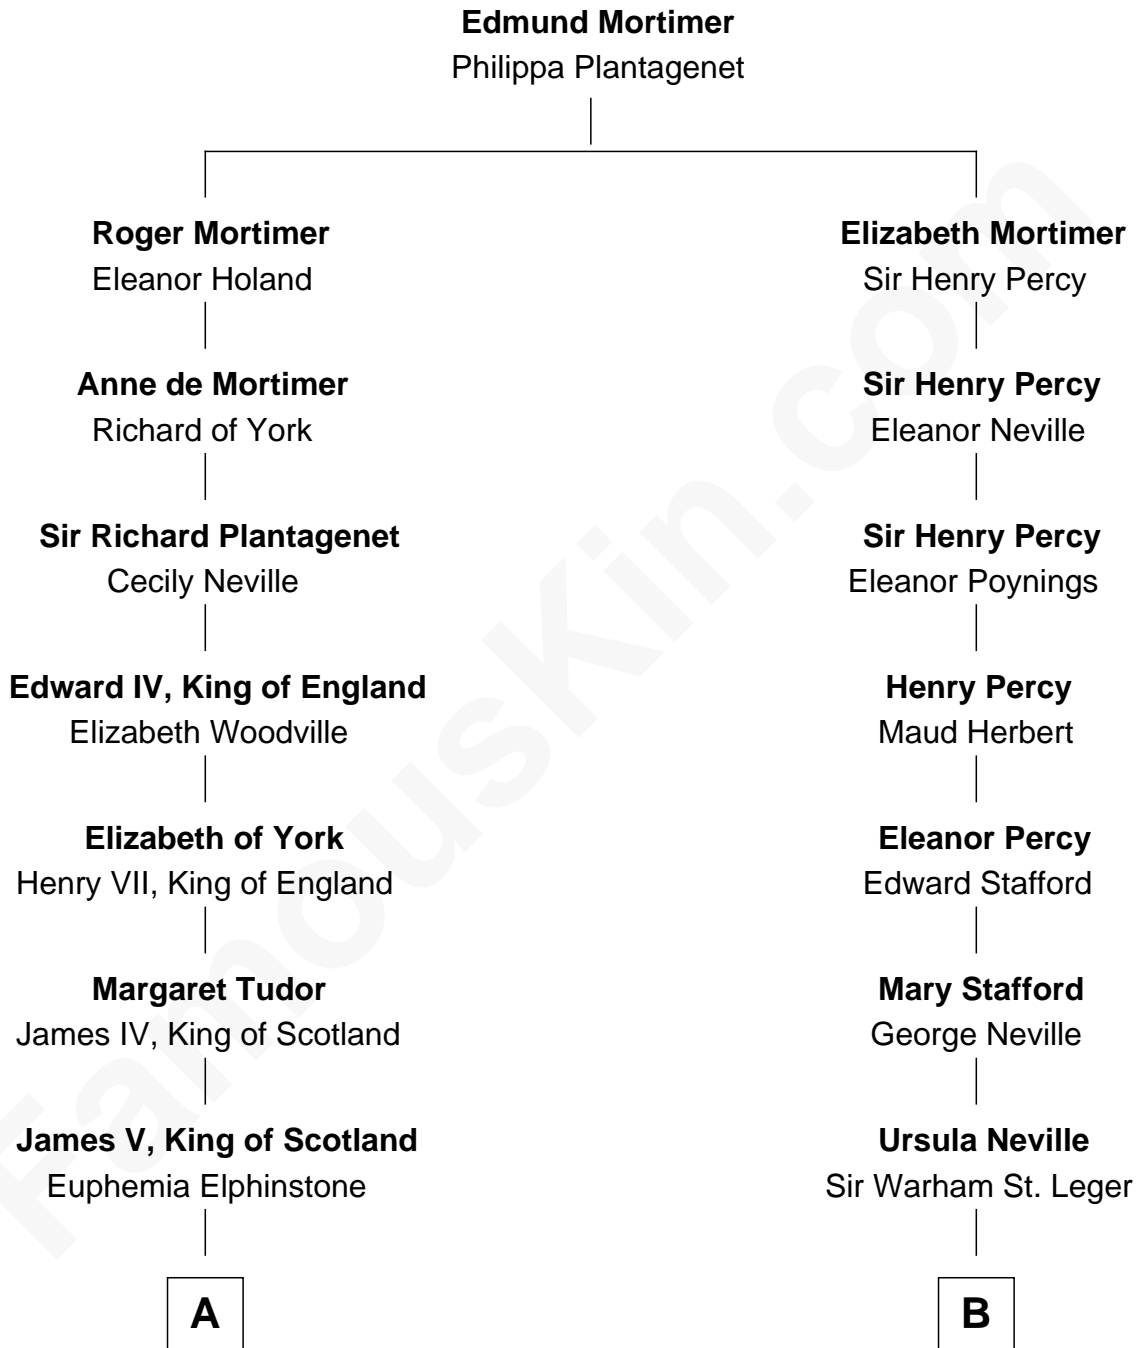 Edmund Mortimer
Philippa Plantagenet
Roger Mortimer
Eleanor Holand
Anne de Mortimer
Richard of York
Sir Richard Plantagenet
Cecily Neville
Edward IV, King of England
Elizabeth Woodville
Elizabeth of York
Henry VII, King of England
Margaret Tudor
James IV, King of Scotland
James V, King of Scotland
Euphemia Elphinstone
A
Elizabeth Mortimer
Sir Henry Percy
Sir Henry Percy
Eleanor Neville
Sir Henry Percy
Eleanor Poynings
Henry Percy
Maud Herbert
Eleanor Percy
Edward Stafford
Mary Stafford
George Neville
Ursula Neville
Sir Warham St. Leger
B
FamousKin.com